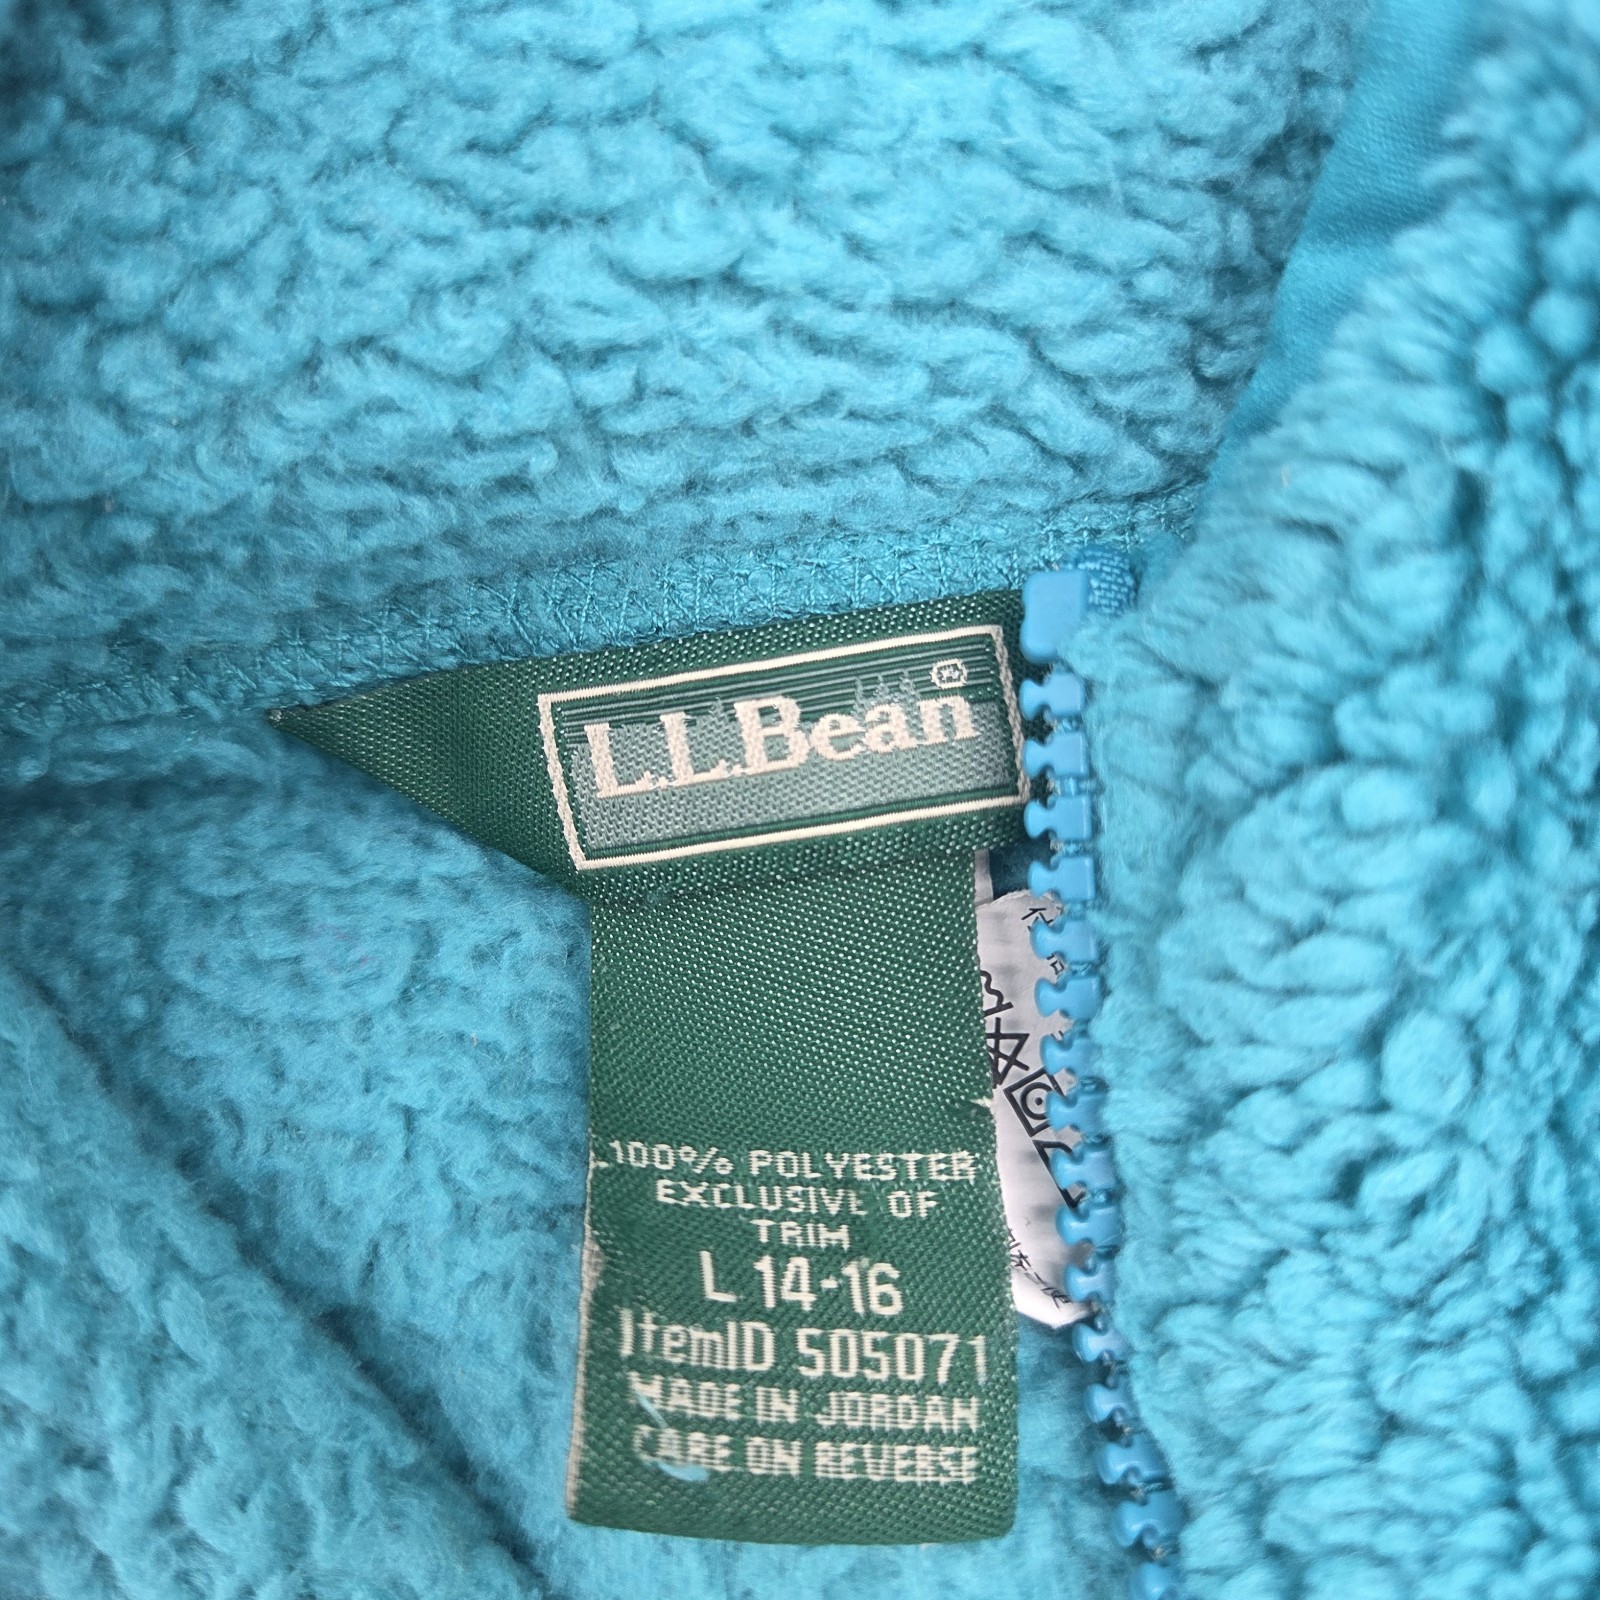 L.L.Bean®
100% POLYESTER
EXCLUSIVE OF
TRIM
L 14-16
ItemID 505071
MADE IN JORDAN
CARE ON REVERSE